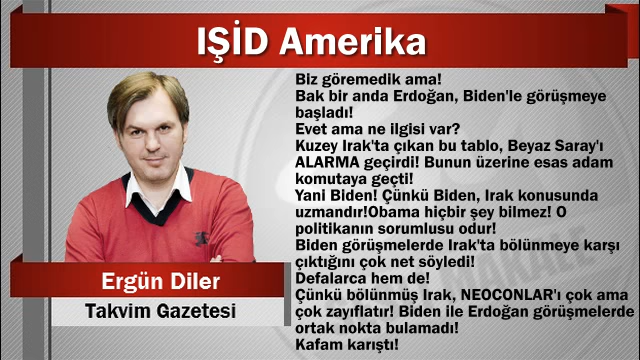 IŞİD Amerika
Biz göremedik ama!
Bak bir anda Erdoğan, Biden'le görüşmeye
başladı!
Evet ama ne ilgisi var?
Kuzey Irak'ta çıkan bu tablo, Beyaz Saray'ı
ALARMA geçirdi! Bunun üzerine esas adam
komutaya geçti!
Yani Biden! Çünkü Biden, Irak konusunda
uzmandır!Obama hiçbir şey bilmez! O
politikanın sorumlusu odur!
Biden görüşmelerde Irak'ta bölünmeye karşı
çıktığını çok net söyledi!
Defalarca hem de!
Çünkü bölünmüş Irak, NEOCONLAR'ı çok ama
çok zayıflatır! Biden ile Erdoğan görüşmelerde
ortak nokta bulamadı!
Kafam karıştı!
Ergün Diler
Takvim Gazetesi